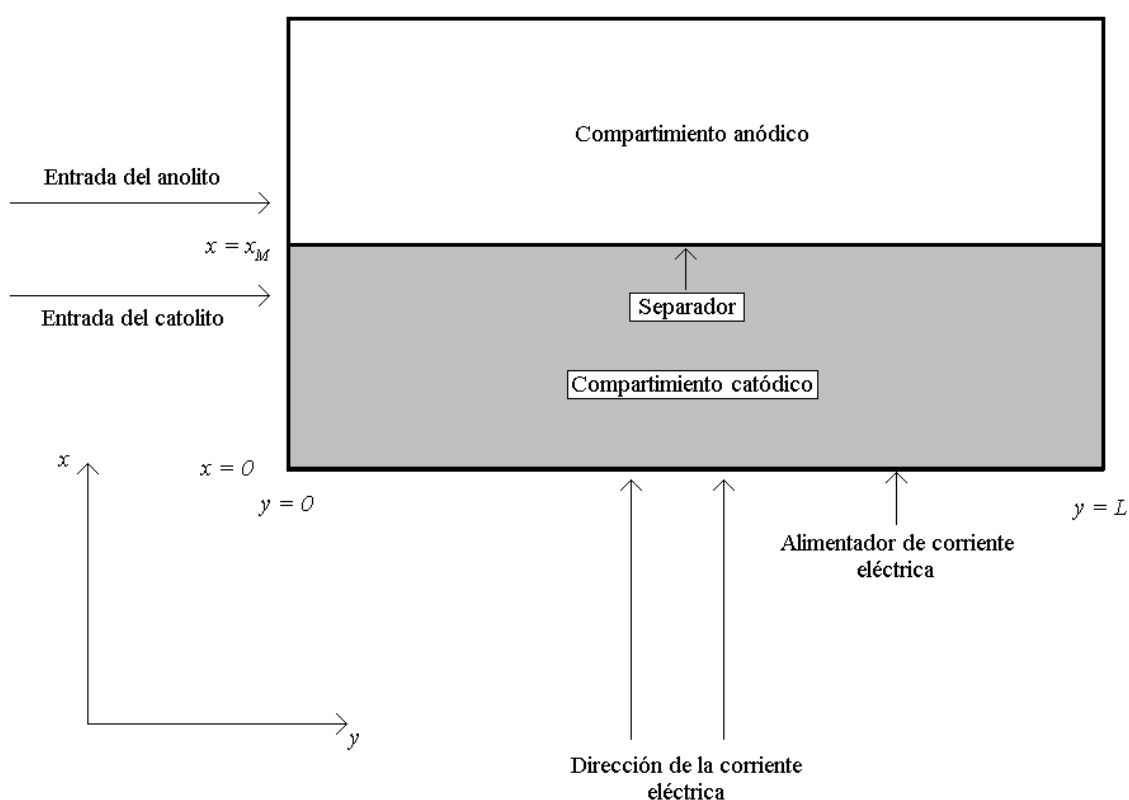 Compartimiento anódico
Entrada del anolito
x = x_M
Entrada del catolito
Separador
Compartimiento catódico
x
x = 0
y = 0
y = L
Alimentador de corriente
eléctrica
y
Dirección de la corriente
eléctrica